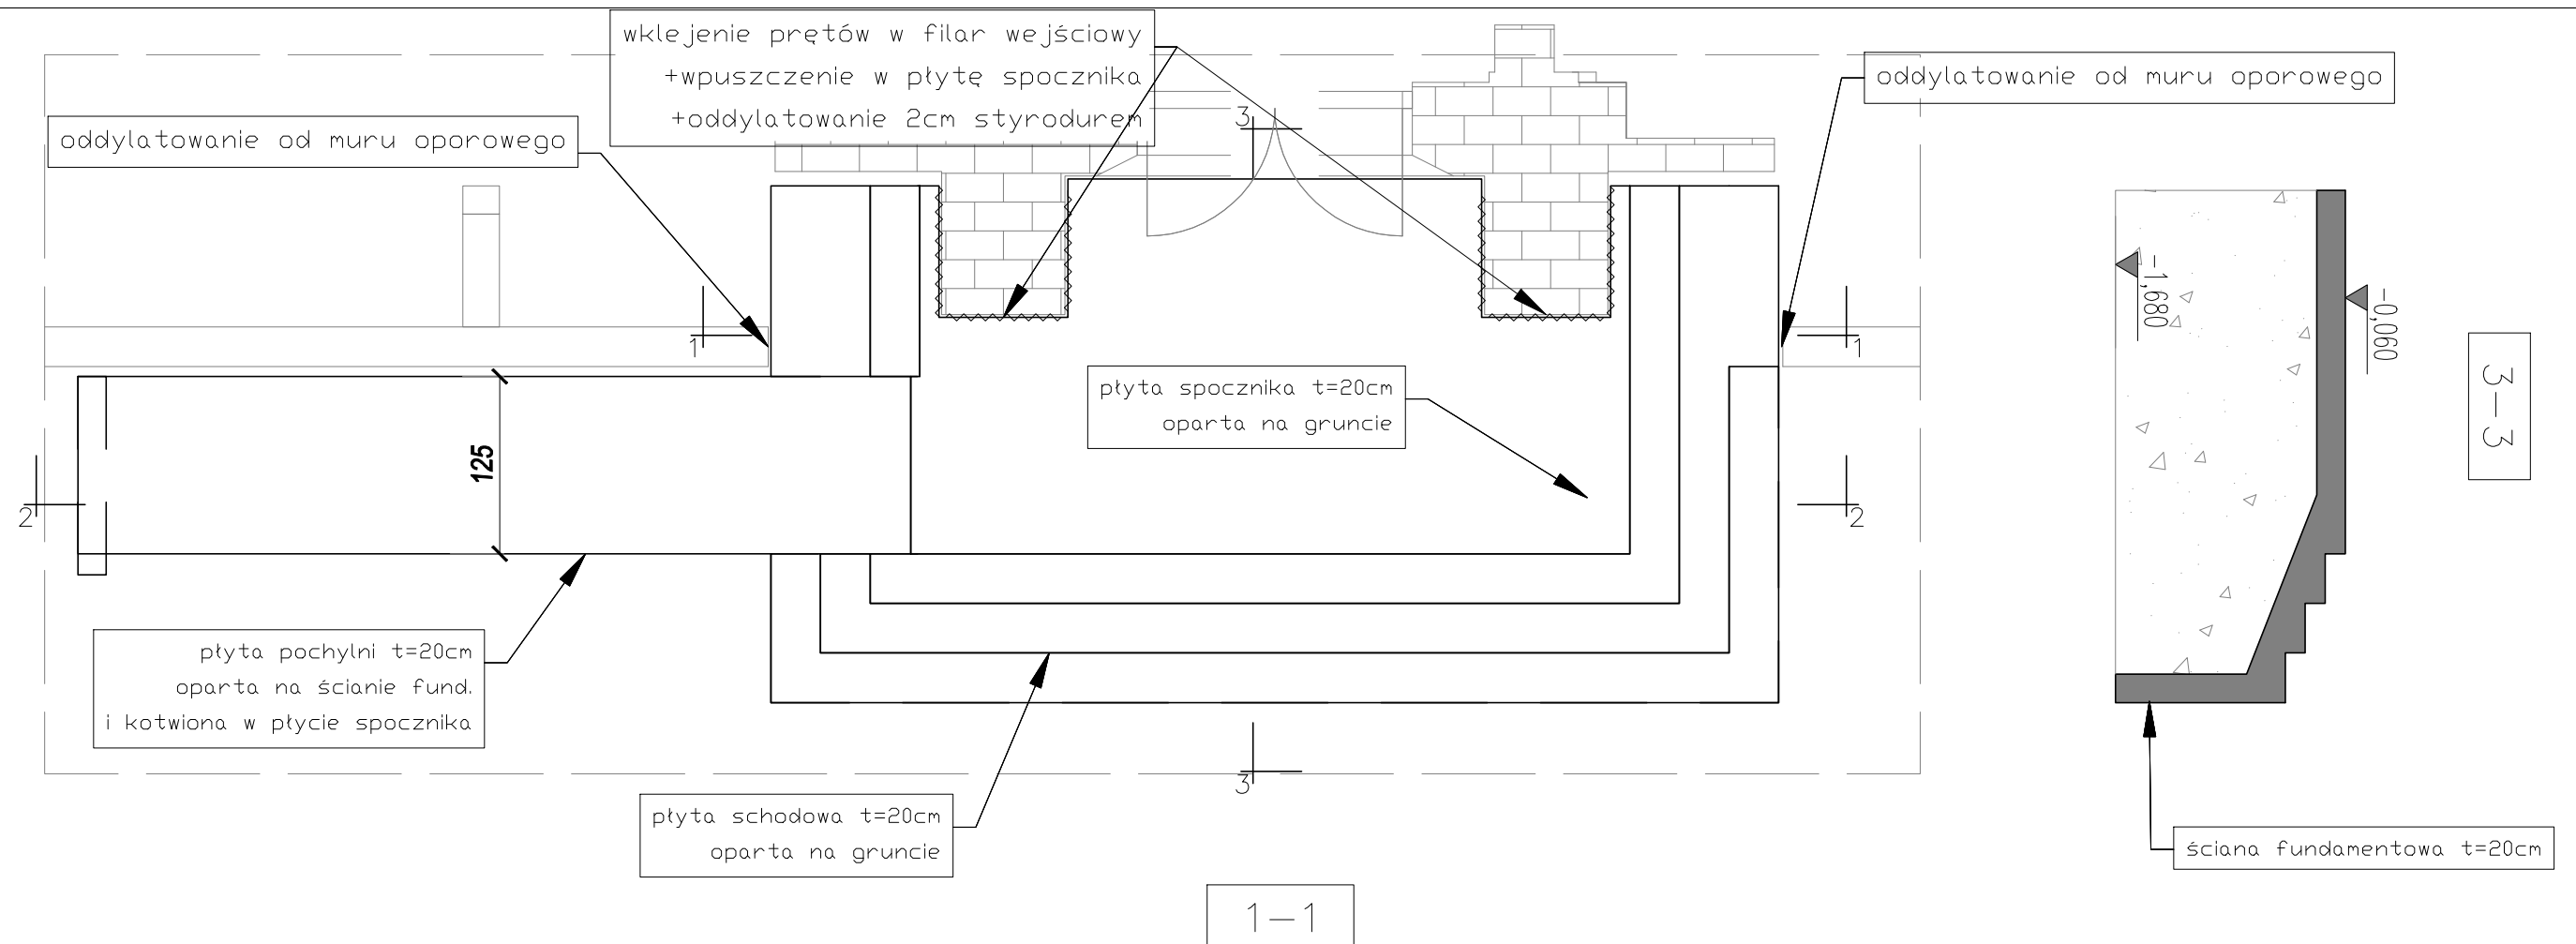 wklejenie prętów w filar wejściowy
+wpuszczenie w płytę spocznika
+oddylatowanie 2cm styrodurem
oddylatowanie od muru oporowego
oddylatowanie od muru oporowego
3
1
1
-1,680
-0,060
3-3
płyta spocznika t=20cm
oparta na gruncie
125
2
2
płyta pochylni t=20cm
oparta na ścianie fund.
i kotwiona w płycie spocznika
3
płyta schodowa t=20cm
oparta na gruncie
ściana fundamentowa t=20cm
1-1